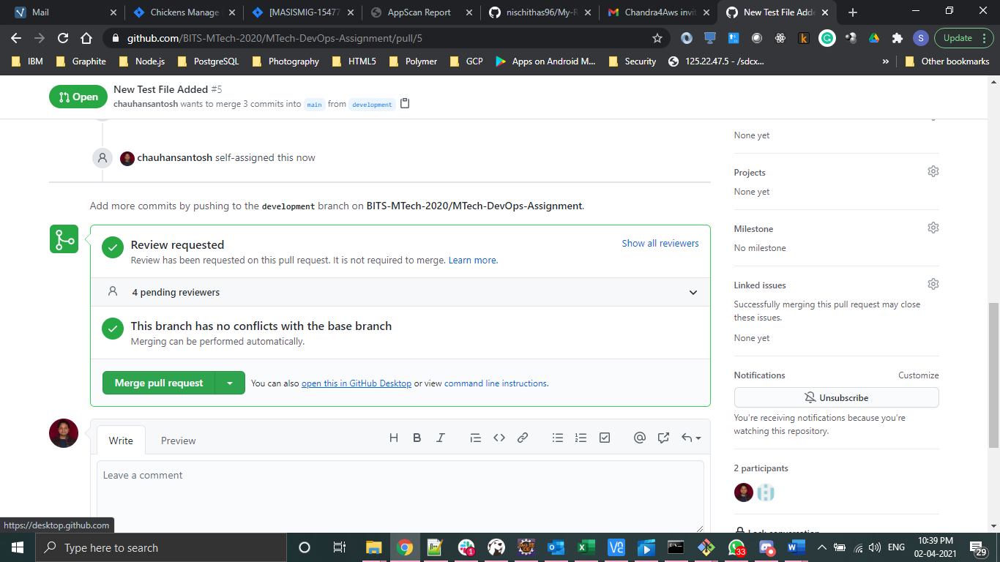 Mail
Chickens Manage
[MASISMIG-15477
AppScan Report
nischithas96/My-R
Chandra4Aws invit
New Test File Adde
github.com/BITS-MTech-2020/MTech-DevOps-Assignment/pull/5
S
Update
IBM
Graphite
Node.js
PostgreSQL
Photography
HTML5
Polymer
GCP
Apps on Android M...
Security
125.22.47.5 - /sdcx...
»
Other bookmarks
Open
New Test File Added #5
chauhansantosh wants to merge 3 commits into main from development
None yet
chauhansantosh self-assigned this now
Projects
None yet
Add more commits by pushing to the development branch on BITS-MTech-2020/MTech-DevOps-Assignment.
Milestone
No milestone
Review requested
Show all reviewers
Review has been requested on this pull request. It is not required to merge. Learn more.
4 pending reviewers
Linked issues
Successfully merging this pull request may close
these issues.
None yet
This branch has no conflicts with the base branch
Merging can be performed automatically.
Merge pull request
You can also open this in GitHub Desktop or view command line instructions.
Notifications
Customize
Unsubscribe
You're receiving notifications because you're
watching this repository.
Write
Preview
H B I
Leave a comment
2 participants
Lock conversation
https://desktop.github.com
Type here to search
1
33
ENG
10:39 PM
02-04-2021
29